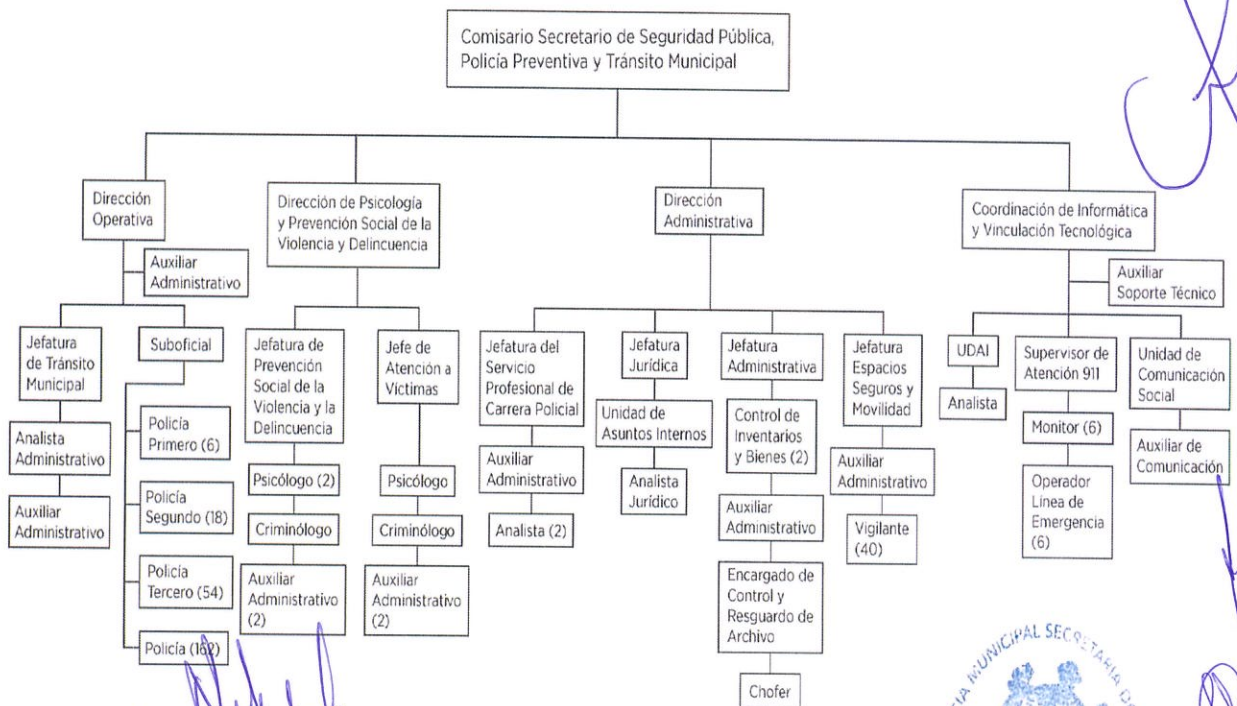 Comisario Secretario de Seguridad Pública,
Policía Preventiva y Tránsito Municipal
Dirección
Operativa
Auxiliar
Administrativo
Jefatura
de Tránsito
Municipal
Analista
Administrativo
Auxiliar
Administrativo
Suboficial
Policía
Primero (6)
Policía
Segundo (18)
Policía
Tercero (54)
Policía (162)
Dirección de Psicología
y Prevención Social de la
Violencia y Delincuencia
Jefatura de
Prevención
Social de la
Violencia y la
Delincuencia
Psicólogo (2)
Criminólogo
Auxiliar
Administrativo
(2)
Jefe de
Atención a
Víctimas
Psicólogo
Criminólogo
Auxiliar
Administrativo
(2)
Dirección
Administrativa
Jefatura del
Servicio
Profesional de
Carrera Policial
Auxiliar
Administrativo
Analista (2)
Jefatura
Jurídica
Unidad de
Asuntos Internos
Analista
Jurídico
Jefatura
Administrativa
Control de
Inventarios
y Bienes (2)
Auxiliar
Administrativo
Encargado de
Control y
Resguardo de
Archivo
Chofer
Jefatura
Espacios
Seguros y
Movilidad
Auxiliar
Administrativo
Vigilante
(40)
Coordinación de Informática
y Vinculación Tecnológica
Auxiliar
Soporte Técnico
UDAI
Analista
Supervisor de
Atención 911
Monitor (6)
Operador
Línea de
Emergencia
(6)
Unidad de
Comunicación
Social
Auxiliar de
Comunicación
MUNICIPAL SECRETARIA